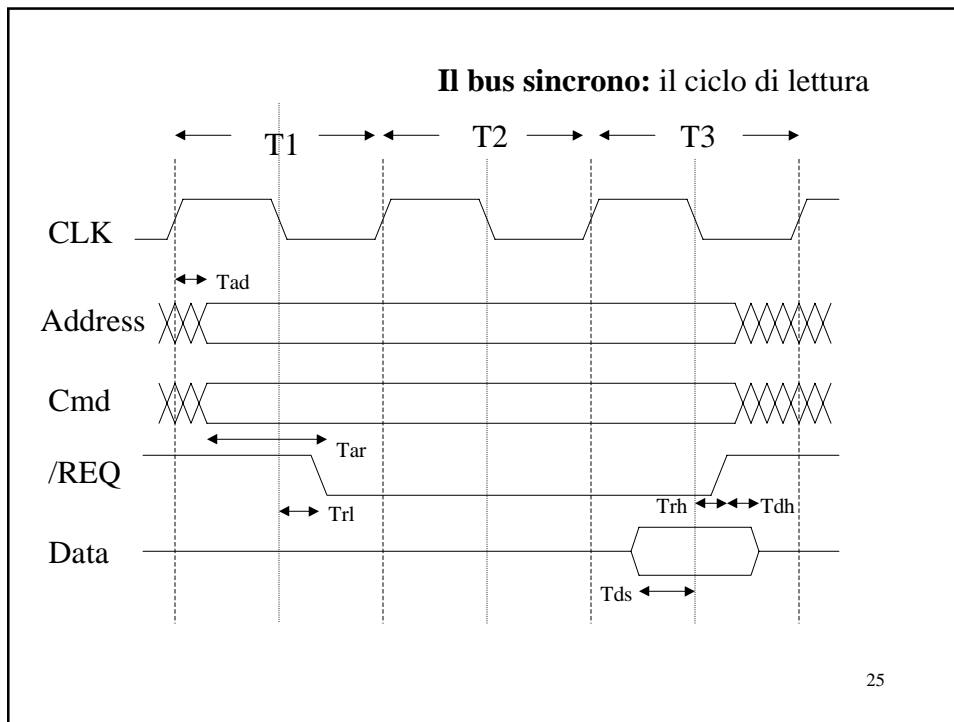 Il bus sincrono: il ciclo di lettura
T1 T2 T3
CLK
Tad
Address
Cmd
Tar
/REQ
Trh Tdh
Trl
Data
Tds
25